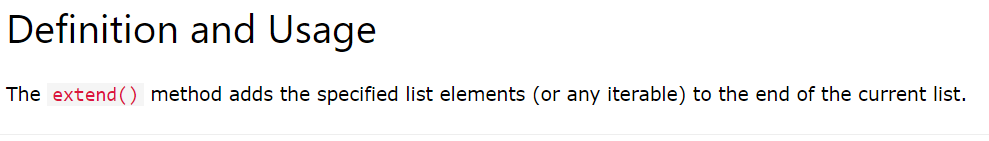 Definition and Usage
The extend() method adds the specified list elements (or any iterable) to the end of the current list.